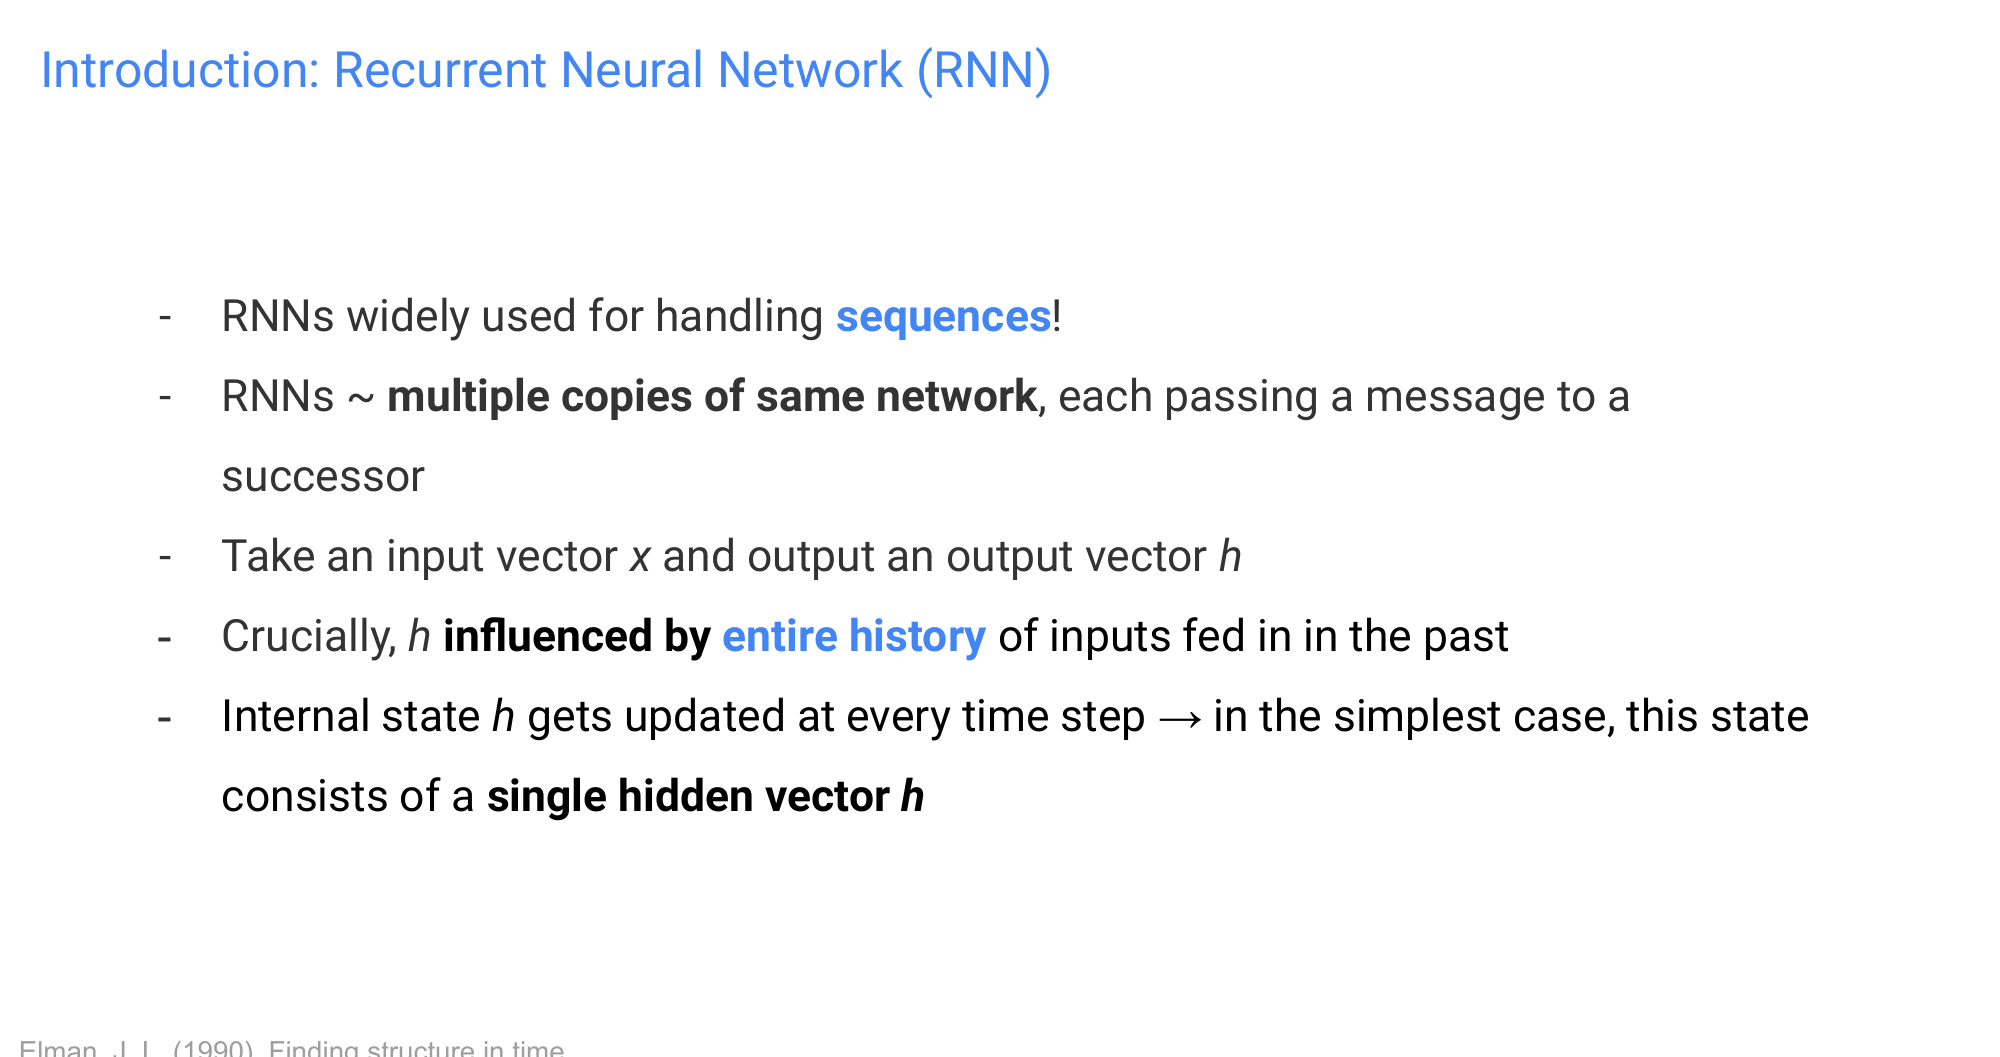 Introduction: Recurrent Neural Network (RNN)
- RNNs widely used for handling sequences!
- RNNs ~ multiple copies of same network, each passing a message to a
successor
- Take an input vector x and output an output vector h
- Crucially, h influenced by entire history of inputs fed in in the past
- Internal state h gets updated at every time step → in the simplest case, this state
consists of a single hidden vector h
Elman, J. L. (1990). Finding structure in time.